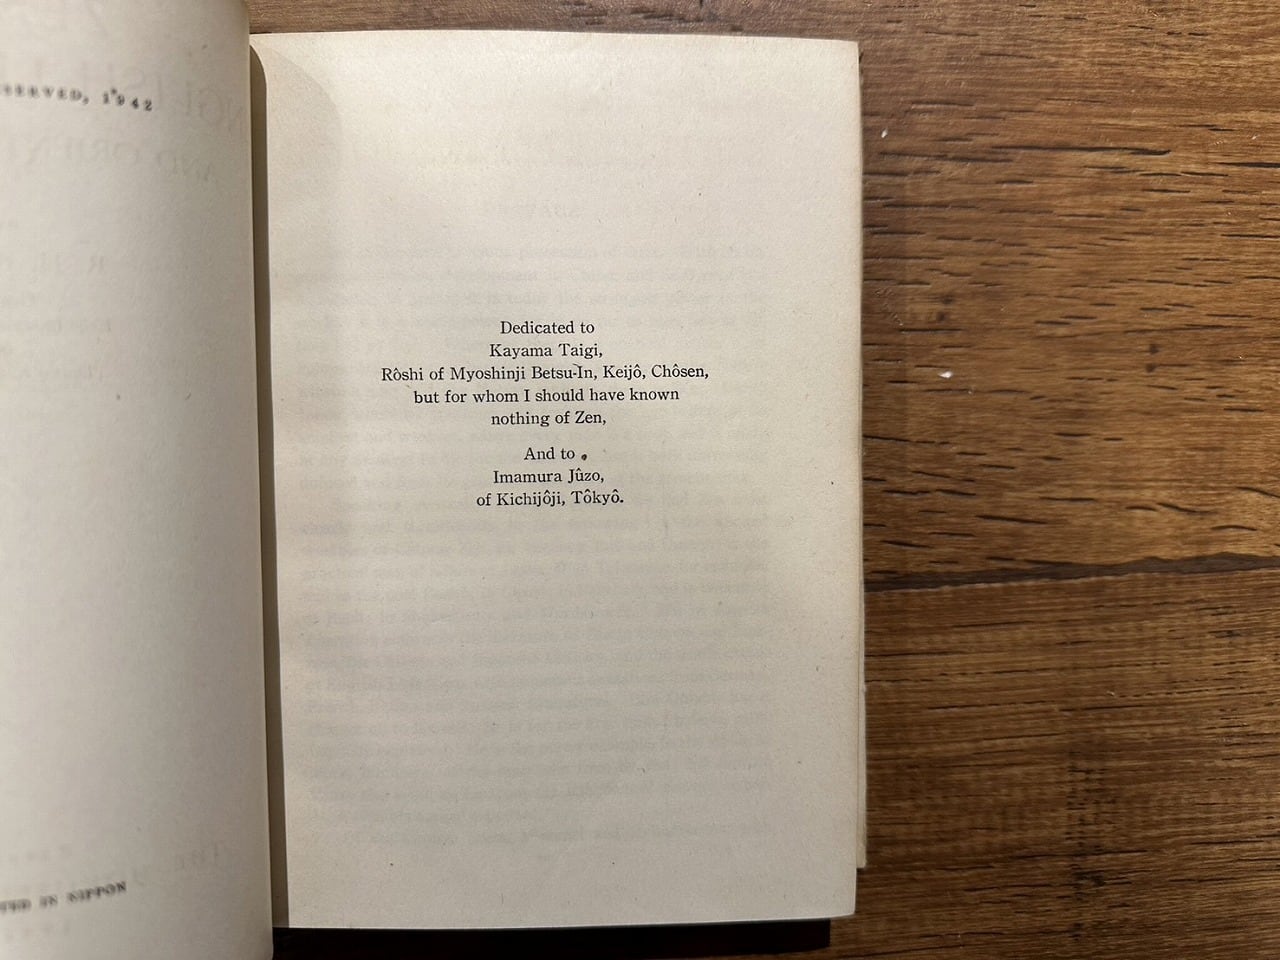 SERVED, 1942
TED IN NIPPON
Dedicated to
Kayama Taigi,
Rôshi of Myoshinji Betsu-In, Keijô, Chôsen,
but for whom I should have known
nothing of Zen,
And to
Imamura Jûzo,
of Kichijôji, Tôkyô.